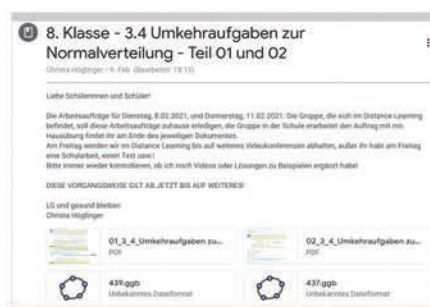 8. Klasse - 3.4 Umkehraufgaben zur
Normalverteilung - Teil 01 und 02
Christa Höglinger · 9. Feb. (Bearbeitet: 18:13)
Liebe Schülerinnen und Schüler!
Die Arbeitsaufträge für Dienstag, 8.02.2021, und Donnerstag, 11.02.2021: Die Gruppe, die sich im Distance Learning
befindet, soll diese Arbeitsaufträge zuhause erledigen, die Gruppe in der Schule erarbeitet den Auftrag mit mir.
Hausübung findet ihr am Ende des jeweiligen Dokumentes.
Am Freitag werden wir im Distance Learning bis auf weiteres Videokonferenzen abhalten, außer ihr habt am Freitag
eine Schularbeit, einen Test usw.!
Bitte immer wieder kontrollieren, ob ich noch Videos oder Lösungen zu Beispielen ergänzt habe!
DIESE VORGANGSWEISE GILT AB JETZT BIS AUF WEITERES!
LG und gesund bleiben
Christa Höglinger
01_3_4_Umkehraufgaben zu...
PDF
02_3_4_Umkehraufgaben zu...
PDF
439.ggb
Unbekanntes Dateiformat
437.ggb
Unbekanntes Dateiformat